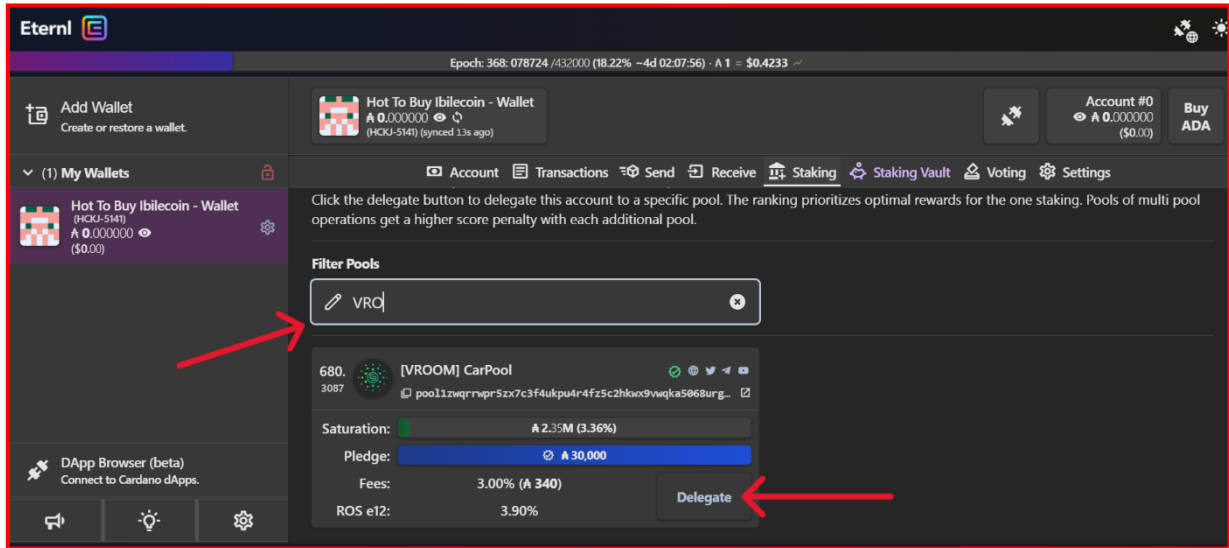 Eternl
Epoch: 368: 078724 /432000 (18.22% ~4d 02:07:56) · ₳ 1 = $0.4233
Add Wallet
Create or restore a wallet.
Hot To Buy Ibilecoin - Wallet
₳ 0.000000
(HCKJ-5141) (synced 13s ago)
Account #0
₳ 0.000000
($0.00)
Buy
ADA
(1) My Wallets
Account Transactions Send Receive Staking Staking Vault Voting Settings
Hot To Buy Ibilecoin - Wallet
(HCKJ-5141)
₳ 0.000000
($0.00)
Click the delegate button to delegate this account to a specific pool. The ranking prioritizes optimal rewards for the one staking. Pools of multi pool
operations get a higher score penalty with each additional pool.
Filter Pools
VRO
680.
3087
[VROOM] CarPool
pool1zwqrrwpr5zx7c3f4ukpu4r4fz5c2hkwx9vwqka5068urg…
Saturation: ₳ 2.35M (3.36%)
Pledge: ₳ 30,000
Fees: 3.00% (₳ 340)
ROS e12: 3.90%
Delegate
DApp Browser (beta)
Connect to Cardano dApps.